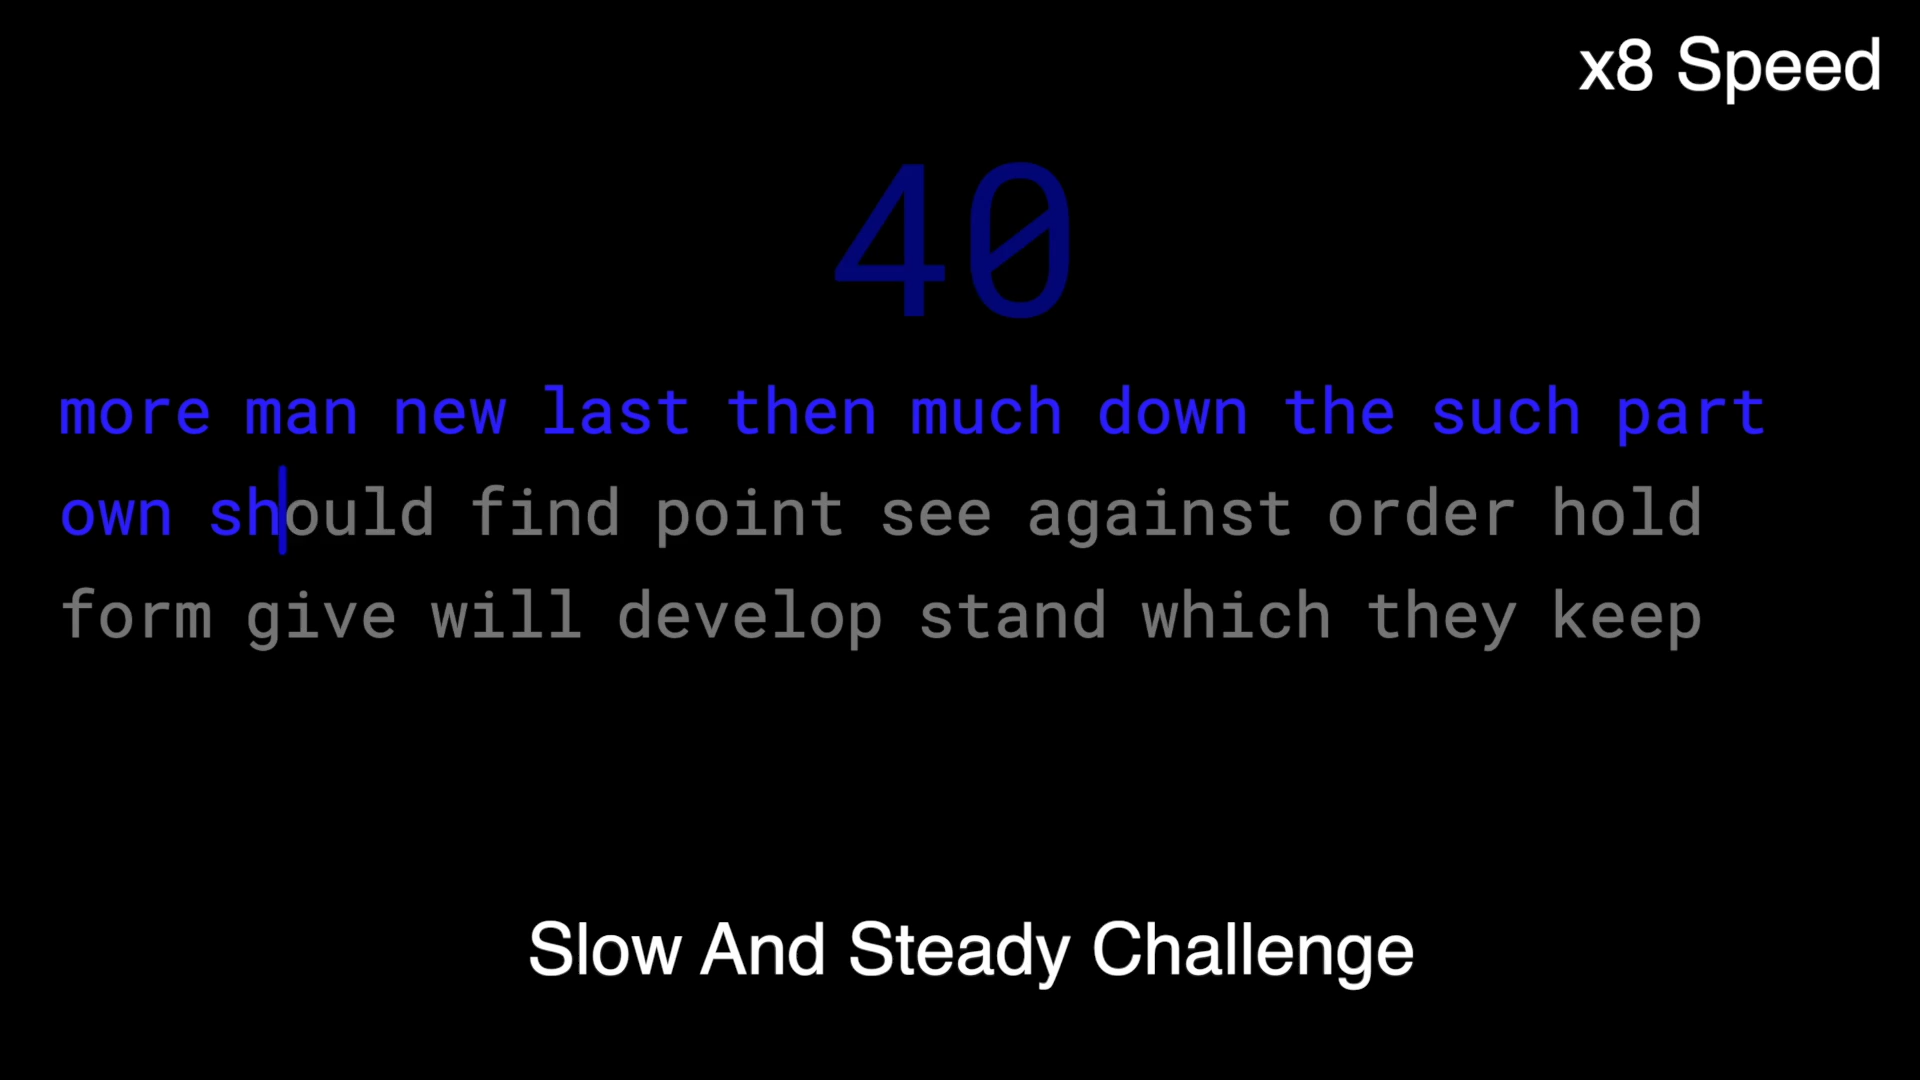 x8 Speed
40
more man new last then much down the such part
own should find point see against order hold
form give will develop stand which they keep
Slow And Steady Challenge